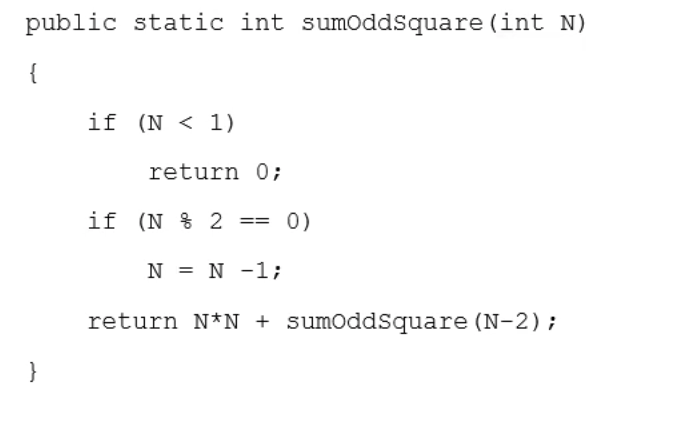 public static int sumOddSquare(int N)
{
if (N < 1)
return 0;
if (N % 2 == 0)
N = N -1;
return N*N + sumOddSquare(N-2);
}